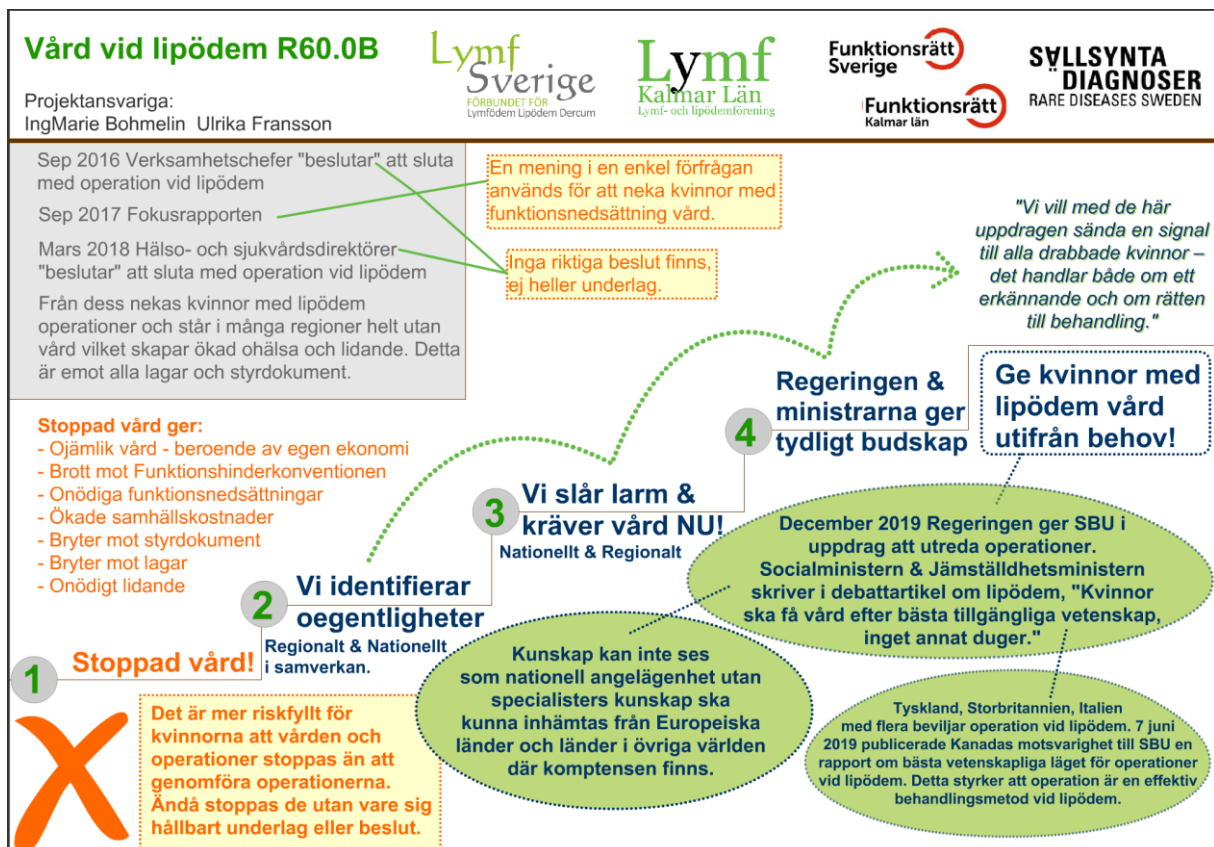 Vård vid lipödem R60.0B
Projektansvariga:
IngMarie Bohmelin Ulrika Fransson
Lymf
Sverige
FÖRBUNDET FÖR
Lymfödem Lipödem Dercum
Lymf
Kalmar Län
Lymf- och lipödemförening
Funktionsrätt
Sverige
Funktionsrätt
Kalmar län
SÄLLSYNTA
DIAGNOSER
RARE DISEASES SWEDEN
Sep 2016 Verksamhetschefer "beslutar" att sluta
med operation vid lipödem
Sep 2017 Fokusrapporten
Mars 2018 Hälso- och sjukvårdsdirektörer
"beslutar" att sluta med operation vid lipödem
Från dess nekas kvinnor med lipödem
operationer och står i många regioner helt utan
vård vilket skapar ökad ohälsa och lidande. Detta
är emot alla lagar och styrdokument.
En mening i en enkel förfrågan
används för att neka kvinnor med
funktionsnedsättning vård.
Inga riktiga beslut finns,
ej heller underlag.
"Vi vill med de här
uppdragen sända en signal
till alla drabbade kvinnor –
det handlar både om ett
erkännande och om rätten
till behandling."
Stoppad vård ger:
- Ojämlik vård - beroende av egen ekonomi
- Brott mot Funktionshinderkonventionen
- Onödiga funktionsnedsättningar
- Ökade samhällskostnader
- Bryter mot styrdokument
- Bryter mot lagar
- Onödigt lidande
1
Stoppad vård!
Det är mer riskfyllt för
kvinnorna att vården och
operationer stoppas än att
genomföra operationerna.
Ändå stoppas de utan vare sig
hållbart underlag eller beslut.
2
Vi identifierar
oegentligheter
Regionalt & Nationellt
i samverkan.
3
Vi slår larm &
kräver vård NU!
Nationellt & Regionalt
4
Regeringen &
ministrarna ger
tydligt budskap
Ge kvinnor med
lipödem vård
utifrån behov!
December 2019 Regeringen ger SBU i
uppdrag att utreda operationer.
Socialministern & Jämställdhetsministern
skriver i debattartikel om lipödem, "Kvinnor
ska få vård efter bästa tillgängliga vetenskap,
inget annat duger."
Kunskap kan inte ses
som nationell angelägenhet utan
specialisters kunskap ska
kunna inhämtas från Europeiska
länder och länder i övriga världen
där komptensen finns.
Tyskland, Storbritannien, Italien
med flera beviljar operation vid lipödem. 7 juni
2019 publicerade Kanadas motsvarighet till SBU en
rapport om bästa vetenskapliga läget för operationer
vid lipödem. Detta styrker att operation är en effektiv
behandlingsmetod vid lipödem.